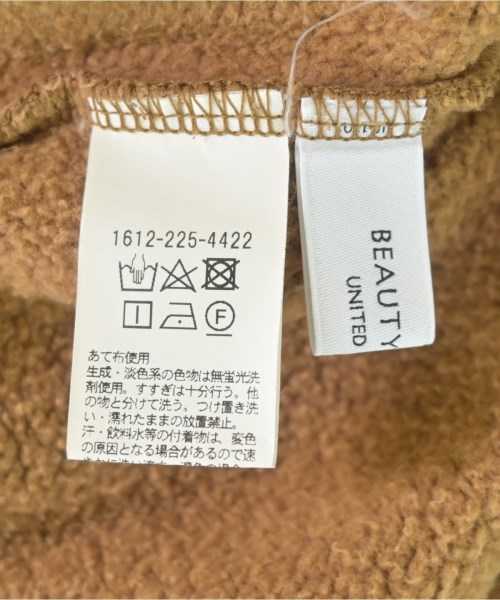 1612-225-4422
F
あて布使用
生成・淡色系の色物は無蛍光洗
剤使用。すすぎは十分行う。他
の物と分けて洗う。つけ置き洗
い・濡れたままの放置禁止。
汗・飲料水等の付着物は、変色
の原因となる場合があるので速
BEAUTY
UNITED